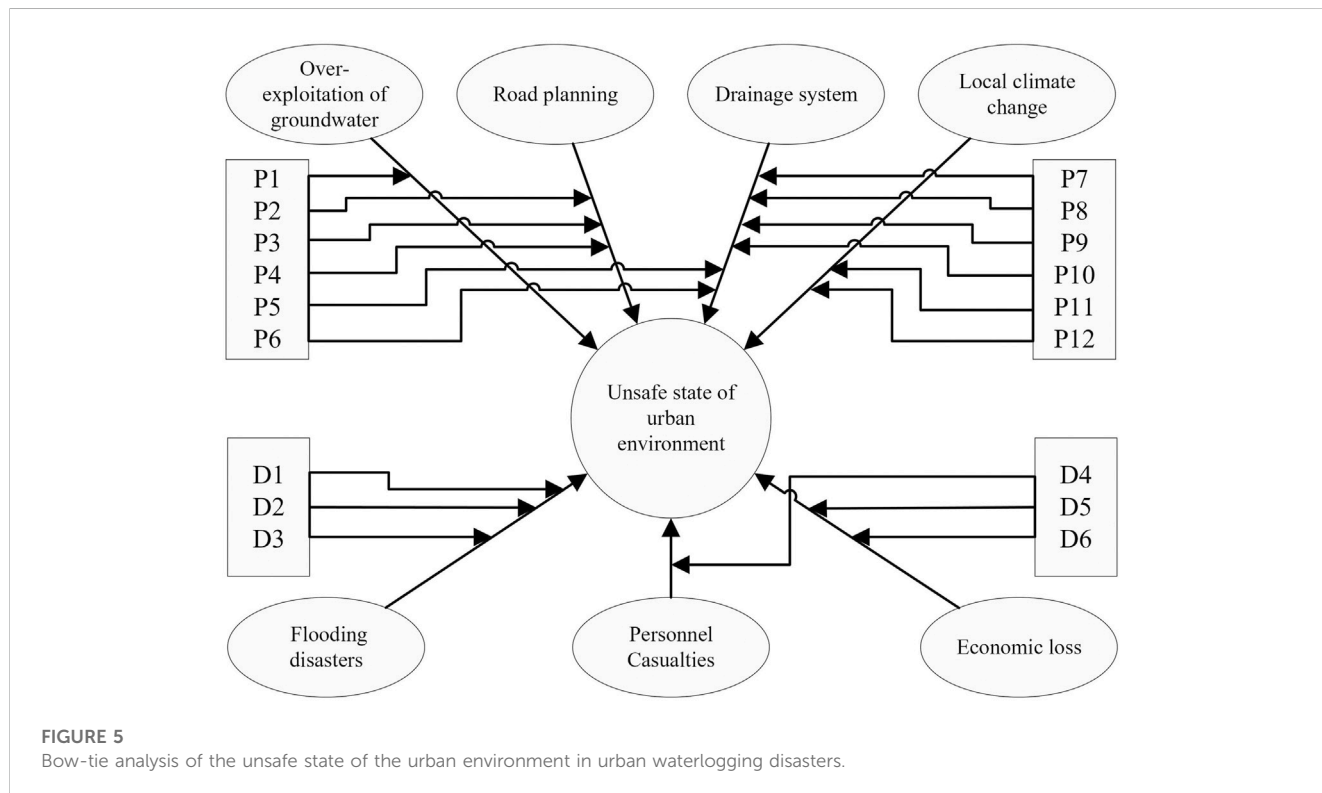 Over-
exploitation of
groundwater
Road planning
Drainage system
Local climate
change
P1
P2
P3
P4
P5
P6
P7
P8
P9
P10
P11
P12
Unsafe state of
urban
environment
D1
D2
D3
D4
D5
D6
Flooding
disasters
Personnel
Casualties
Economic loss
FIGURE 5
Bow-tie analysis of the unsafe state of the urban environment in urban waterlogging disasters.